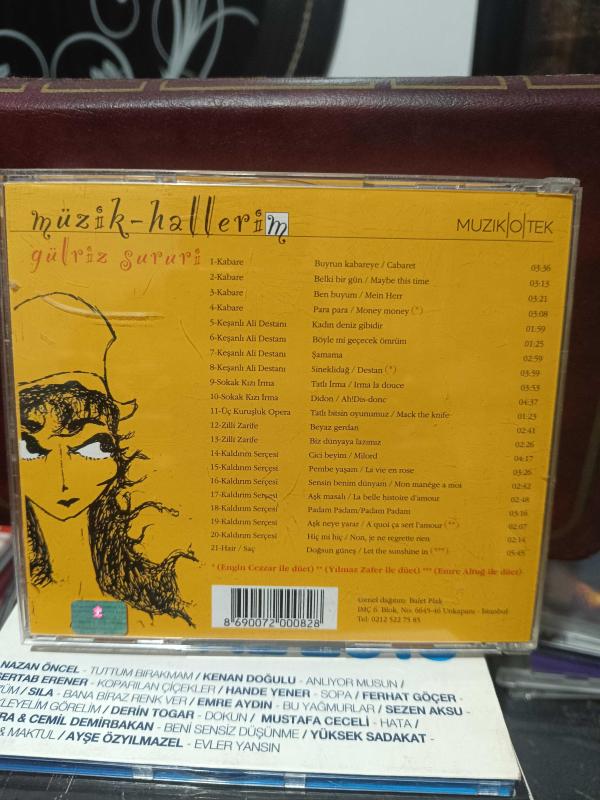 müzik-hallerim
MUZIK|O|TEK
gülriz sururi
1-Kabare Buyrun kabareye / Cabaret 03:36
2-Kabare Belki bir gün / Maybe this time 03:13
3-Kabare Ben buyum / Mein Herr 03:21
4-Kabare Para para / Money money (*) 03:08
5-Keşanlı Ali Destanı Kadın deniz gibidir 01:59
6-Keşanlı Ali Destanı Böyle mi geçecek ömrüm 01:25
7-Keşanlı Ali Destanı Şamama 02:59
8-Keşanlı Ali Destanı Sineklidağ / Destan (*) 03:59
9-Sokak Kızı İrma Tatlı İrma / Irma la douce 03:53
10-Sokak Kızı İrma Didon / Ah!Dis-donc 04:37
11-Üç Kuruşluk Opera Tatlı bitsin oyunumuz / Mack the knife 01:23
12-Zilli Zarife Beyaz gerdan 02:41
13-Zilli Zarife Biz dünyaya lazımız 02:26
14-Kaldırım Serçesi Cici beyim / Milord 04:17
15-Kaldırım Serçesi Pembe yaşam / La vie en rose 03:26
16-Kaldırım Serçesi Sensin benim dünyam / Mon manége a moi 02:42
17-Kaldırım Serçesi Aşk masalı / La belle histoire d'amour 02:48
18-Kaldırım Serçesi Padam Padam/Padam Padam 03:16
19-Kaldırım Serçesi Aşk neye yarar / A quoi ça sert l'amour (**) 02:07
20-Kaldırım Serçesi Hiç mi hiç / Non, je ne regrette rien 02:14
21-Hair / Saç Doğsun güneş / Let the sunshine in (***) 05:45
* (Engin Cezzar ile düet) ** (Yılmaz Zafer ile düet) *** (Emre Altuğ ile düet)
Genel dağıtım: Bulet Plak
İMÇ 6. Blok, No: 6645-46 Unkapanı - İstanbul
Tel: 0212 522 75 85
8 690072 000828
NAZAN ÖNCEL - TUTTUM BIRAKMAM / KENAN DOĞULU - ANLIYOR MUSUN /
SERTAB ERENER - KOPARILAN ÇİÇEKLER / HANDE YENER - SOPA / FERHAT GÖÇER -
/ SILA - BANA BİRAZ RENK VER / EMRE AYDIN - BU YAĞMURLAR / SEZEN AKSU -
GÖRELİM / DERİN TOGAR - DOKUN / MUSTAFA CECELİ - HATA /
& CEMİL DEMİRBAKAN - BENİ SENSİZ DÜŞÜNME / YÜKSEK SADAKAT -
& MAKTUL / AYŞE ÖZYILMAZEL - EVLER YANSIN